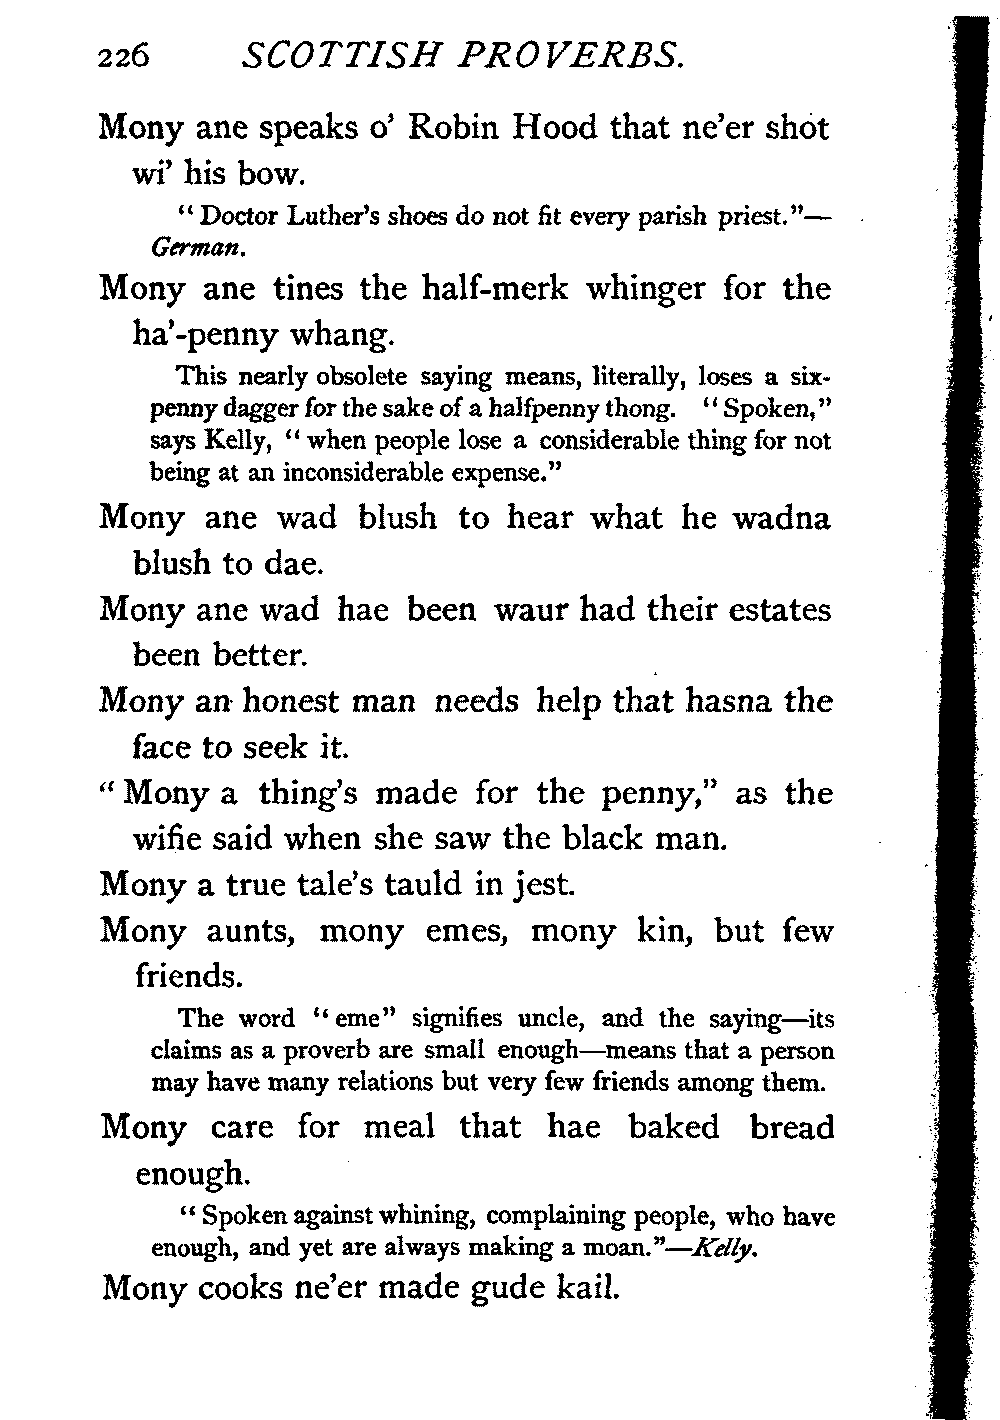 226 SCOTTISH PROVERBS.
Mony ane speaks o' Robin Hood that ne'er shot
wi' his bow.
"Doctor Luther's shoes do not fit every parish priest."—
German.
Mony ane tines the half-merk whinger for the
ha'-penny whang.
This nearly obsolete saying means, literally, loses a six-
penny dagger for the sake of a halfpenny thong. "Spoken,"
says Kelly, "when people lose a considerable thing for not
being at an inconsiderable expense."
Mony ane wad blush to hear what he wadna
blush to dae.
Mony ane wad hae been waur had their estates
been better.
Mony an honest man needs help that hasna the
face to seek it.
"Mony a thing's made for the penny," as the
wifie said when she saw the black man.
Mony a true tale's tauld in jest.
Mony aunts, mony emes, mony kin, but few
friends.
The word "eme" signifies uncle, and the saying—its
claims as a proverb are small enough—means that a person
may have many relations but very few friends among them.
Mony care for meal that hae baked bread
enough.
"Spoken against whining, complaining people, who have
enough, and yet are always making a moan."—Kelly.
Mony cooks ne'er made gude kail.